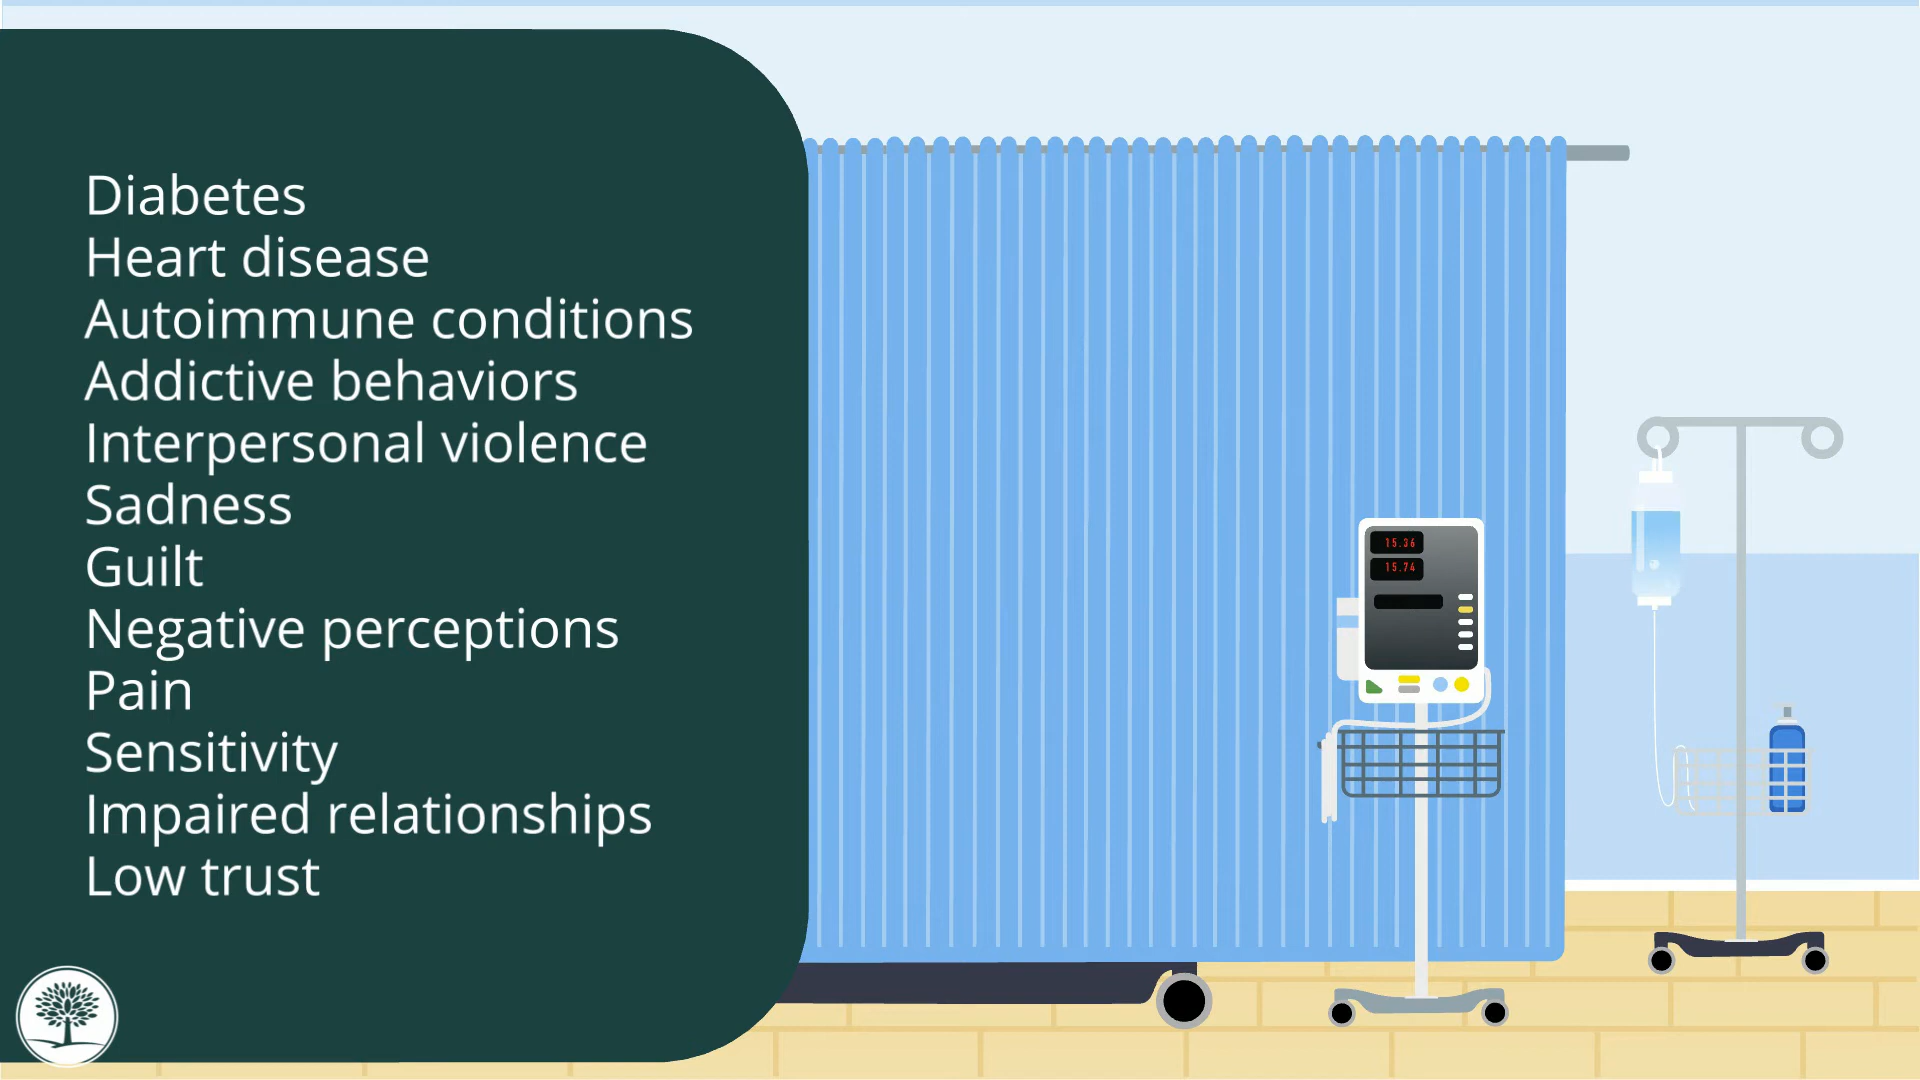 Diabetes
Heart disease
Autoimmune conditions
Addictive behaviors
Interpersonal violence
Sadness
Guilt
Negative perceptions
Pain
Sensitivity
Impaired relationships
Low trust
15.36
15.74